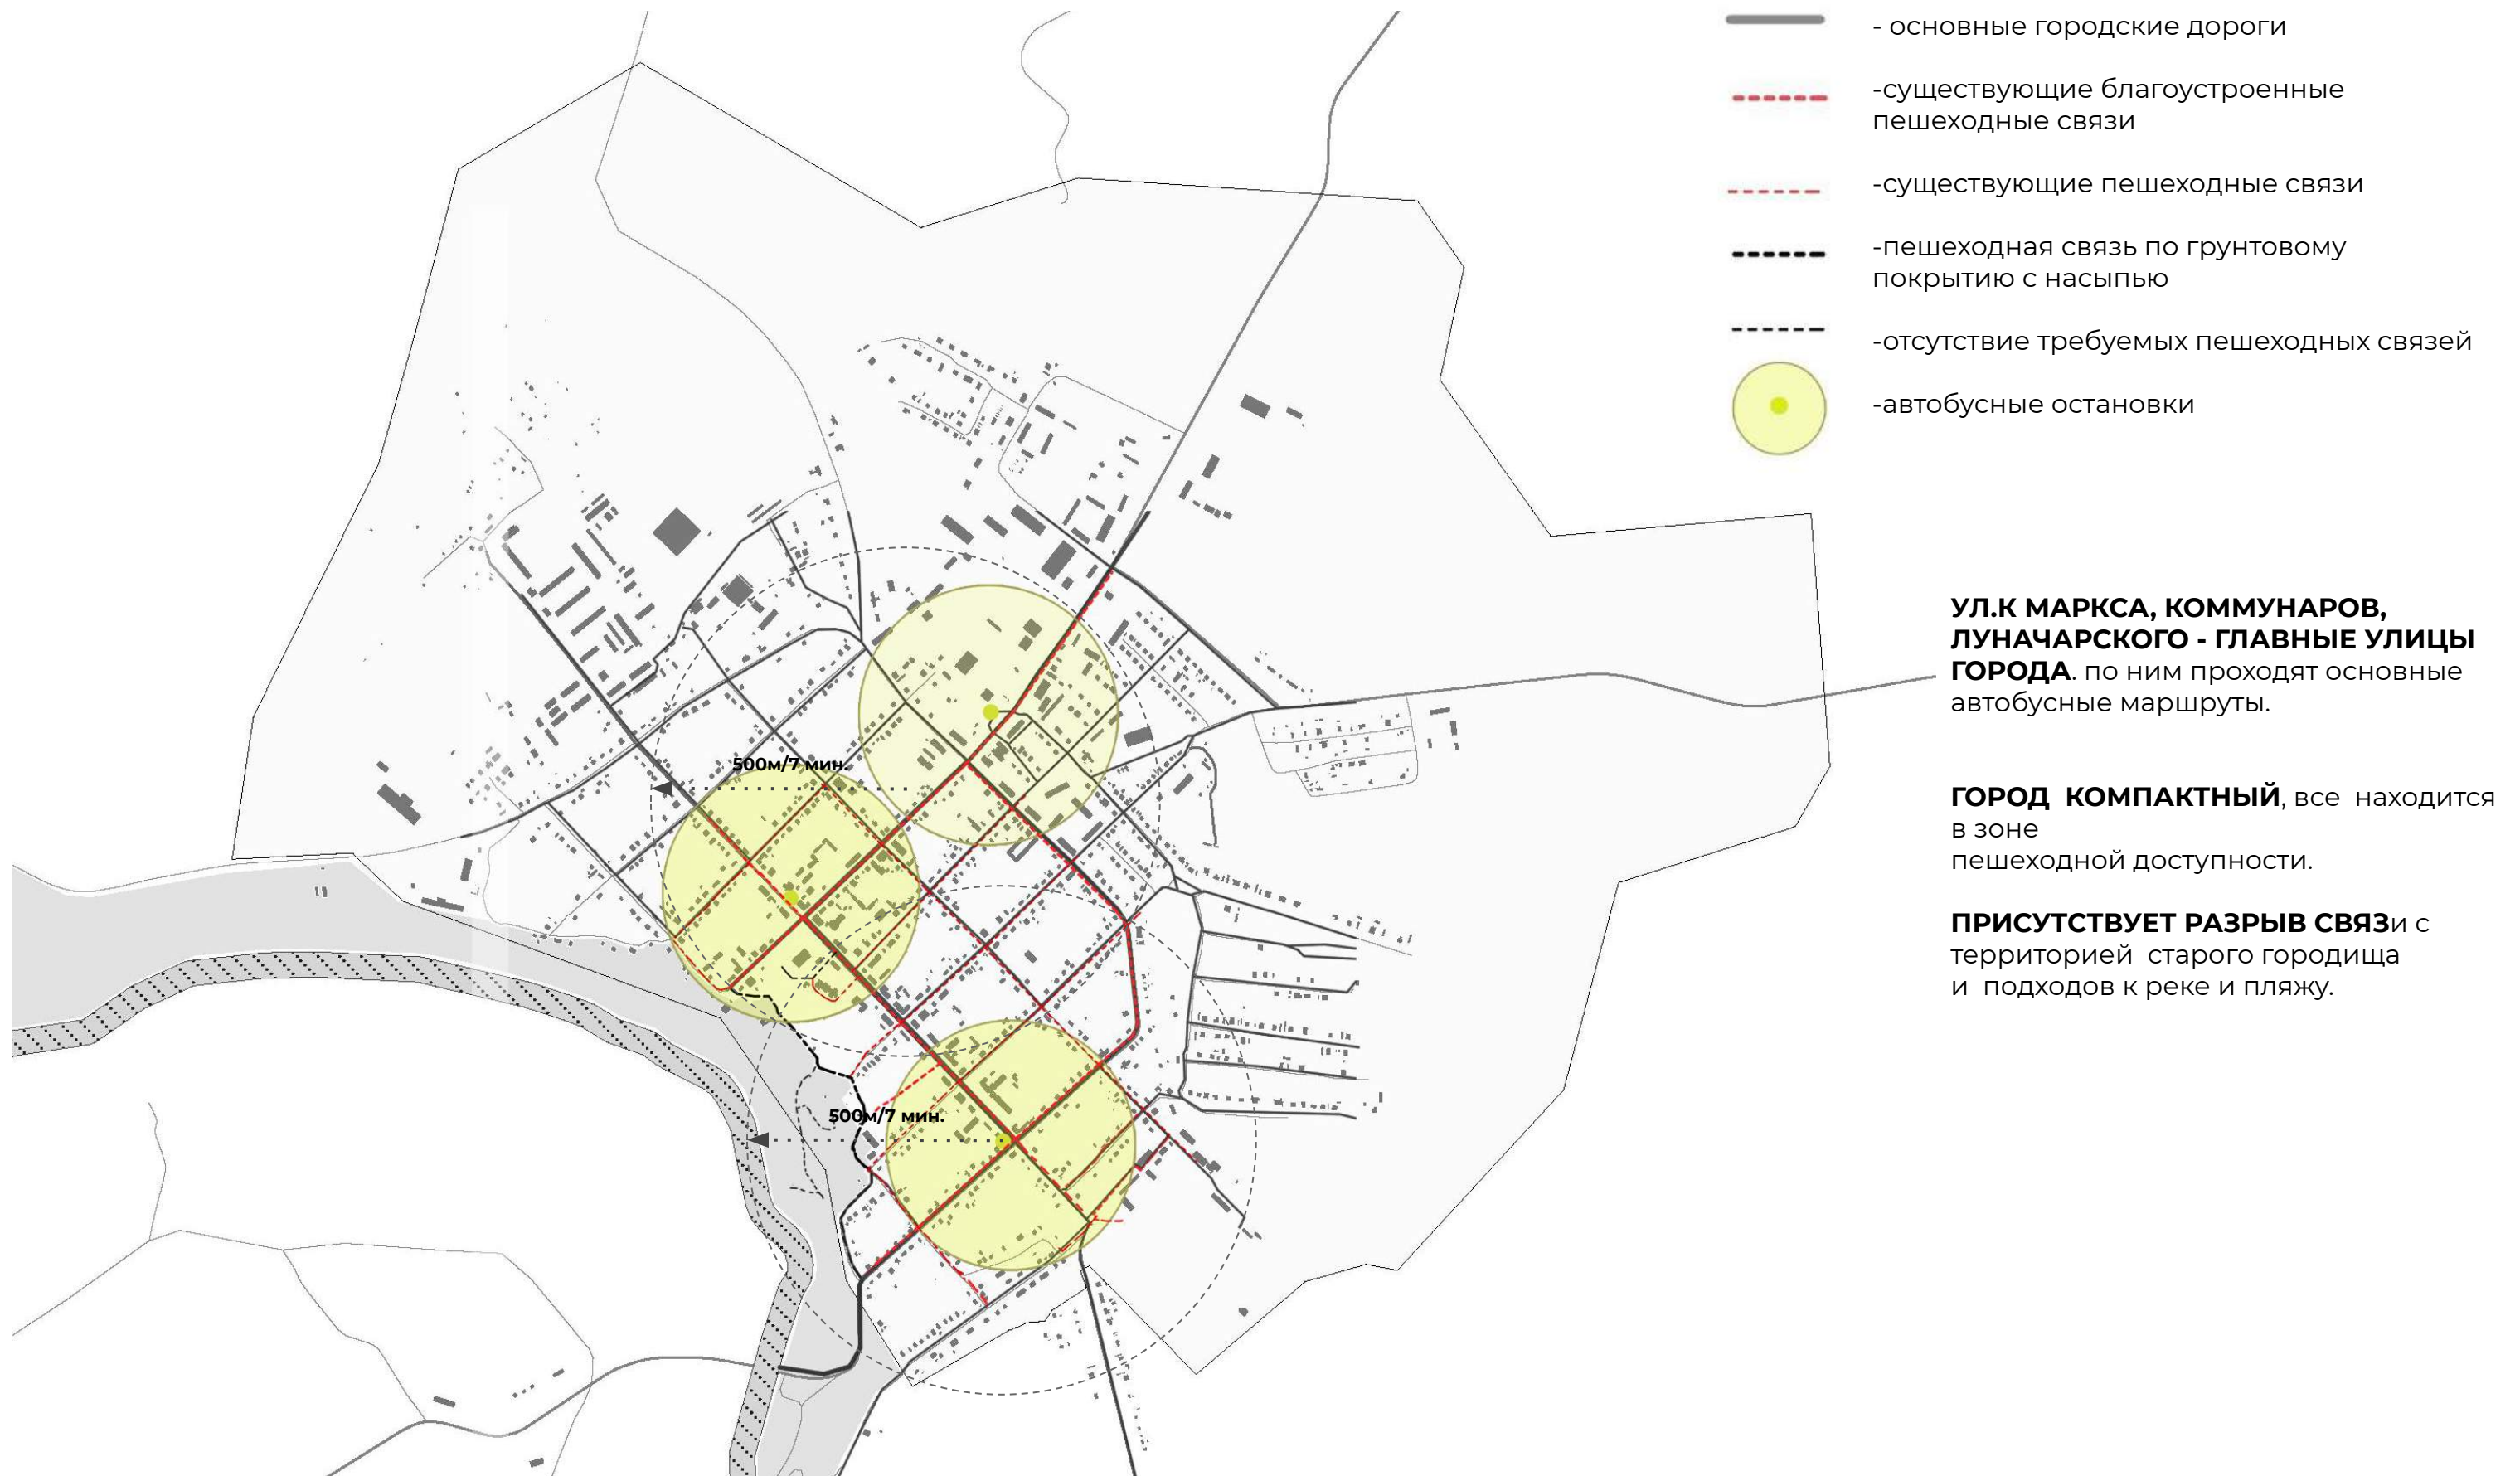 - основные городские дороги
-существующие благоустроенные
пешеходные связи
-существующие пешеходные связи
-пешеходная связь по грунтовому
покрытию с насыпью
-отсутствие требуемых пешеходных связей
-автобусные остановки
УЛ.К МАРКСА, КОММУНАРОВ,
ЛУНАЧАРСКОГО - ГЛАВНЫЕ УЛИЦЫ
ГОРОДА. по ним проходят основные
автобусные маршруты.
500м/7 мин.
ГОРОД КОМПАКТНЫЙ, все находится
в зоне
пешеходной доступности.
ПРИСУТСТВУЕТ РАЗРЫВ СВЯЗи с
территорией старого городища
и подходов к реке и пляжу.
500м/7 мин.